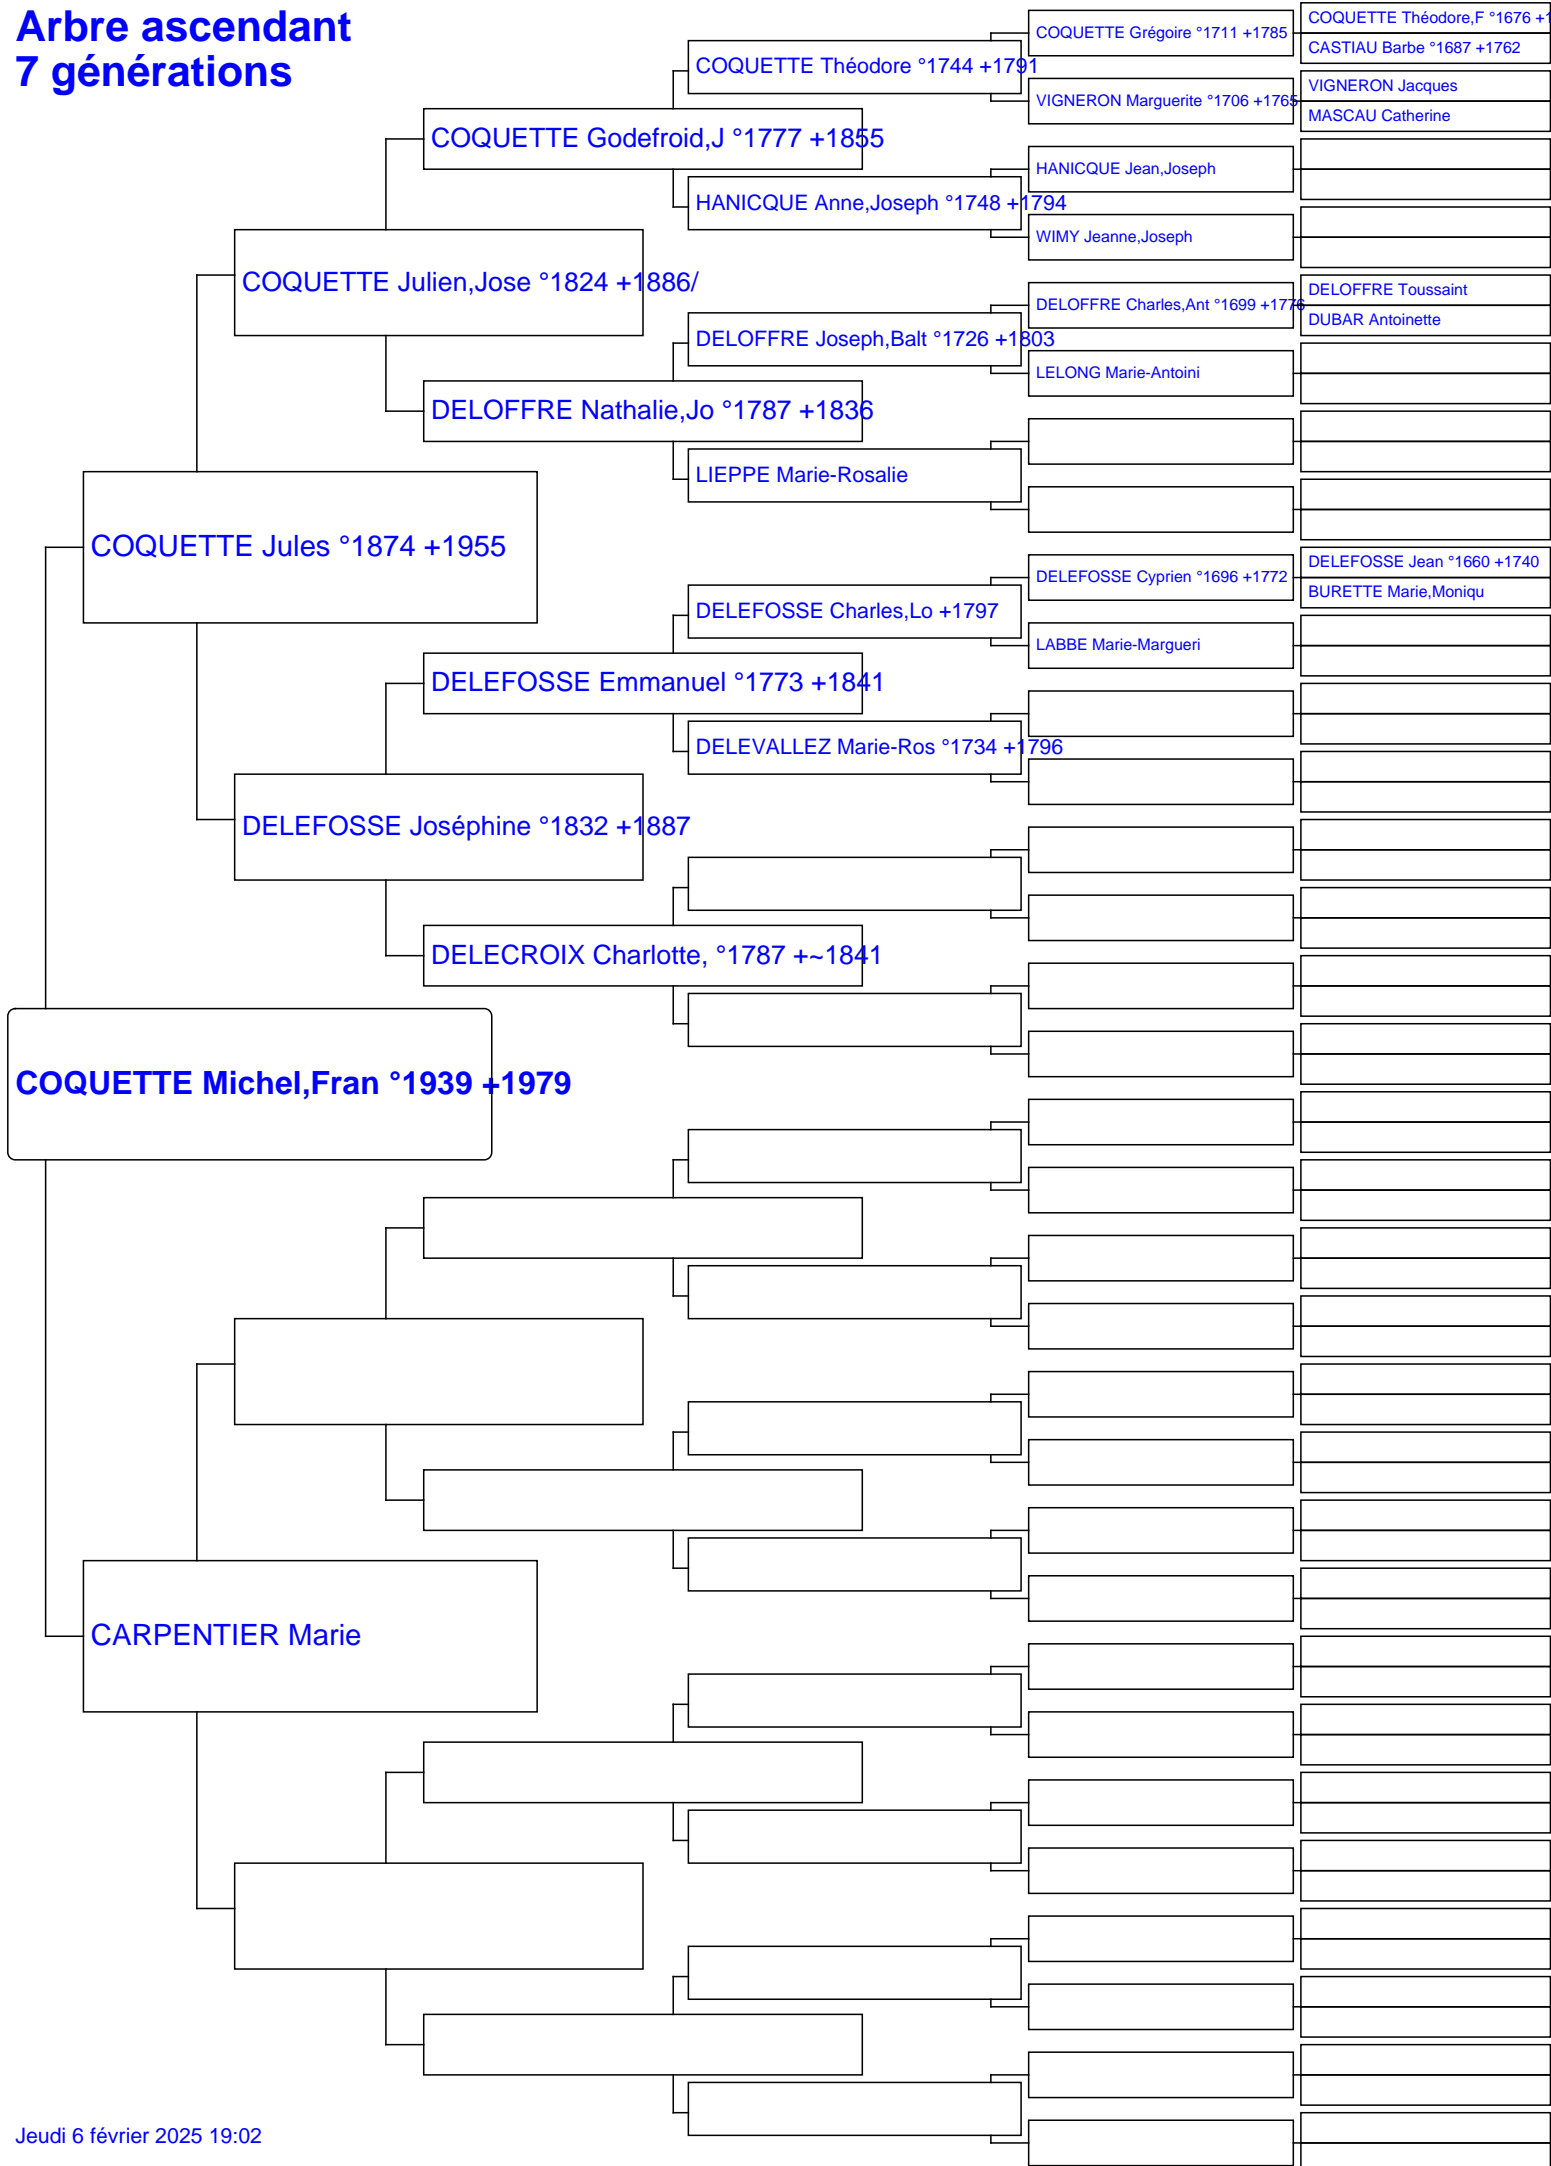 Arbre ascendant
7 générations
COQUETTE Théodore,F °1676 +1
COQUETTE Grégoire °1711 +1785
CASTIAU Barbe °1687 +1762
COQUETTE Théodore °1744 +1791
VIGNERON Jacques
VIGNERON Marguerite °1706 +1765
MASCAU Catherine
COQUETTE Godefroid,J °1777 +1855
HANICQUE Jean,Joseph
HANICQUE Anne,Joseph °1748 +1794
WIMY Jeanne,Joseph
COQUETTE Julien,Jose °1824 +1886/
DELOFFRE Toussaint
DELOFFRE Charles,Ant °1699 +1776
DUBAR Antoinette
DELOFFRE Joseph,Balt °1726 +1803
LELONG Marie-Antoini
DELOFFRE Nathalie,Jo °1787 +1836
LIEPPE Marie-Rosalie
COQUETTE Jules °1874 +1955
DELEFOSSE Jean °1660 +1740
DELEFOSSE Cyprien °1696 +1772
BURETTE Marie,Moniqu
DELEFOSSE Charles,Lo +1797
LABBE Marie-Margueri
DELEFOSSE Emmanuel °1773 +1841
DELEVALLEZ Marie-Ros °1734 +1796
DELEFOSSE Joséphine °1832 +1887
DELECROIX Charlotte, °1787 +~1841
COQUETTE Michel,Fran °1939 +1979
CARPENTIER Marie
Jeudi 6 février 2025 19:02